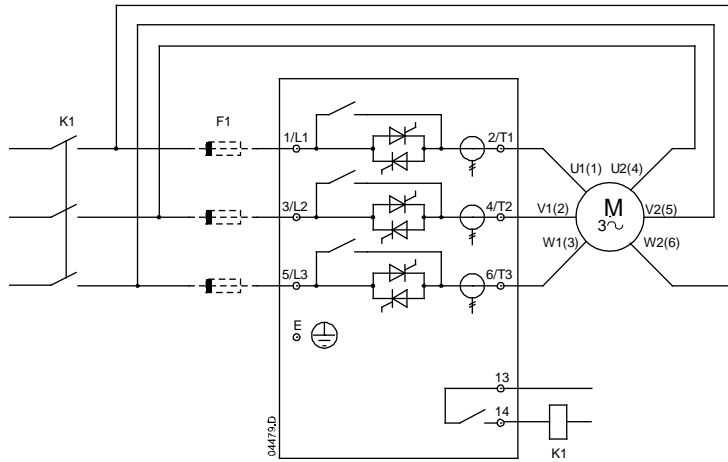 K1
F1
1/L1
2/T1
U1(1)
U2(4)
3/L2
4/T2
V1(2)
M
3
V2(5)
W1(3)
W2(6)
5/L3
6/T3
E
13
14
K1
04479.D